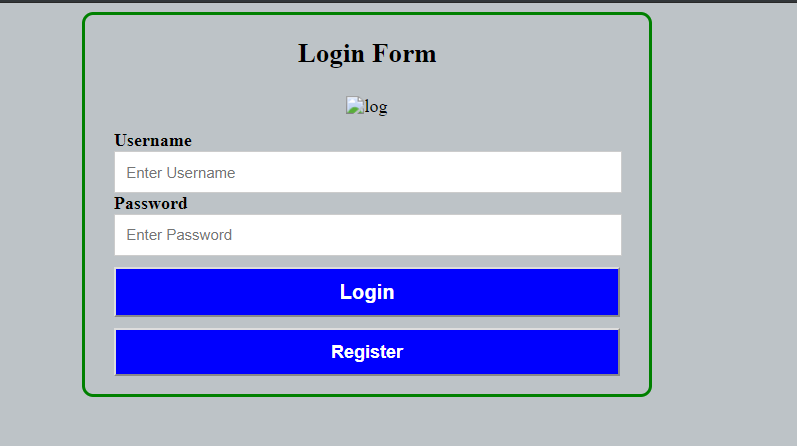 Login Form
log
Username
Enter Username
Password
Enter Password
Login
Register